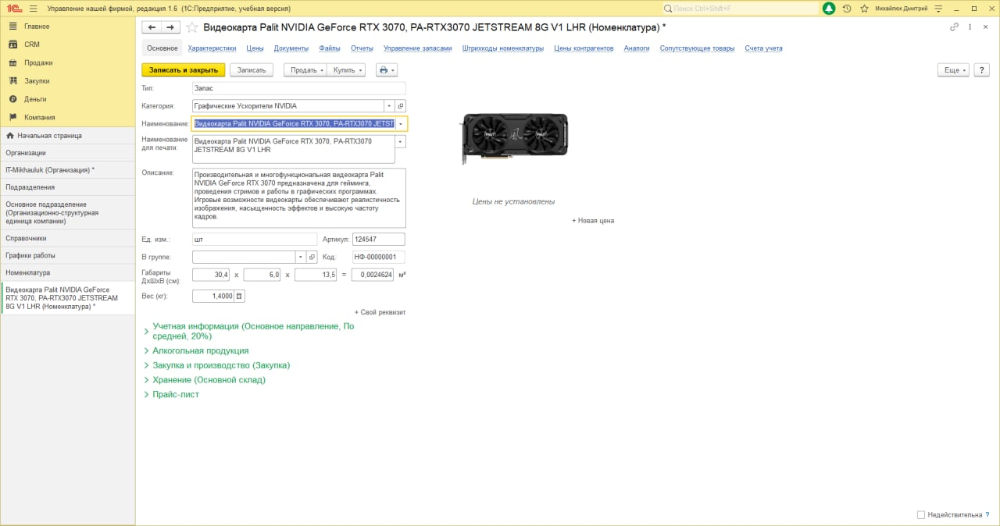 1С Управление нашей фирмой, редакция 1.6 (1С:Предприятие, учебная версия)
Поиск Ctrl+Shift+F
Михайлюк Дмитрий
Главное
CRM
Продажи
Закупки
Деньги
Компания
Начальная страница
Организации
IT-Mikhauluk (Организация) *
Подразделения
Основное подразделение
(Организационно-структурная
единица компании)
Справочники
Графики работы
Номенклатура
Видеокарта Palit NVIDIA GeForce
RTX 3070, PA-RTX3070 JETSTREAM
8G V1 LHR (Номенклатура) *
Видеокарта Palit NVIDIA GeForce RTX 3070, PA-RTX3070 JETSTREAM 8G V1 LHR (Номенклатура) *
Основное Характеристики Цены Документы Файлы Отчеты Управление запасами Штрихкоды номенклатуры Цены контрагентов Аналоги Сопутствующие товары Счета учета
Записать и закрыть Записать Продать Купить Еще ?
Тип: Запас
Категория: Графические Ускорители NVIDIA
Наименование: Видеокарта Palit NVIDIA GeForce RTX 3070, PA-RTX3070 JETST
Наименование
для печати:
Видеокарта Palit NVIDIA GeForce RTX 3070, PA-RTX3070
JETSTREAM 8G V1 LHR
Описание:
Производительная и многофункциональная видеокарта Palit
NVIDIA GeForce RTX 3070 предназначена для гейминга,
проведения стримов и работы в графических программах.
Игровые возможности видеокарты обеспечивают реалистичность
изображения, насыщенность эффектов и высокую частоту
кадров.
Ед. изм.: шт Артикул: 124547
В группе: Код: НФ-00000001
Габариты
ДхШхВ (см):
30,4 x 6,0 x 13,5 = 0,0024624 м³
Вес (кг): 1,4000
+ Свой реквизит
Учетная информация (Основное направление, По
средней, 20%)
Алкогольная продукция
Закупка и производство (Закупка)
Хранение (Основной склад)
Прайс-лист
PALIT PALIT
Цены не установлены
+ Новая цена
Недействительна ?